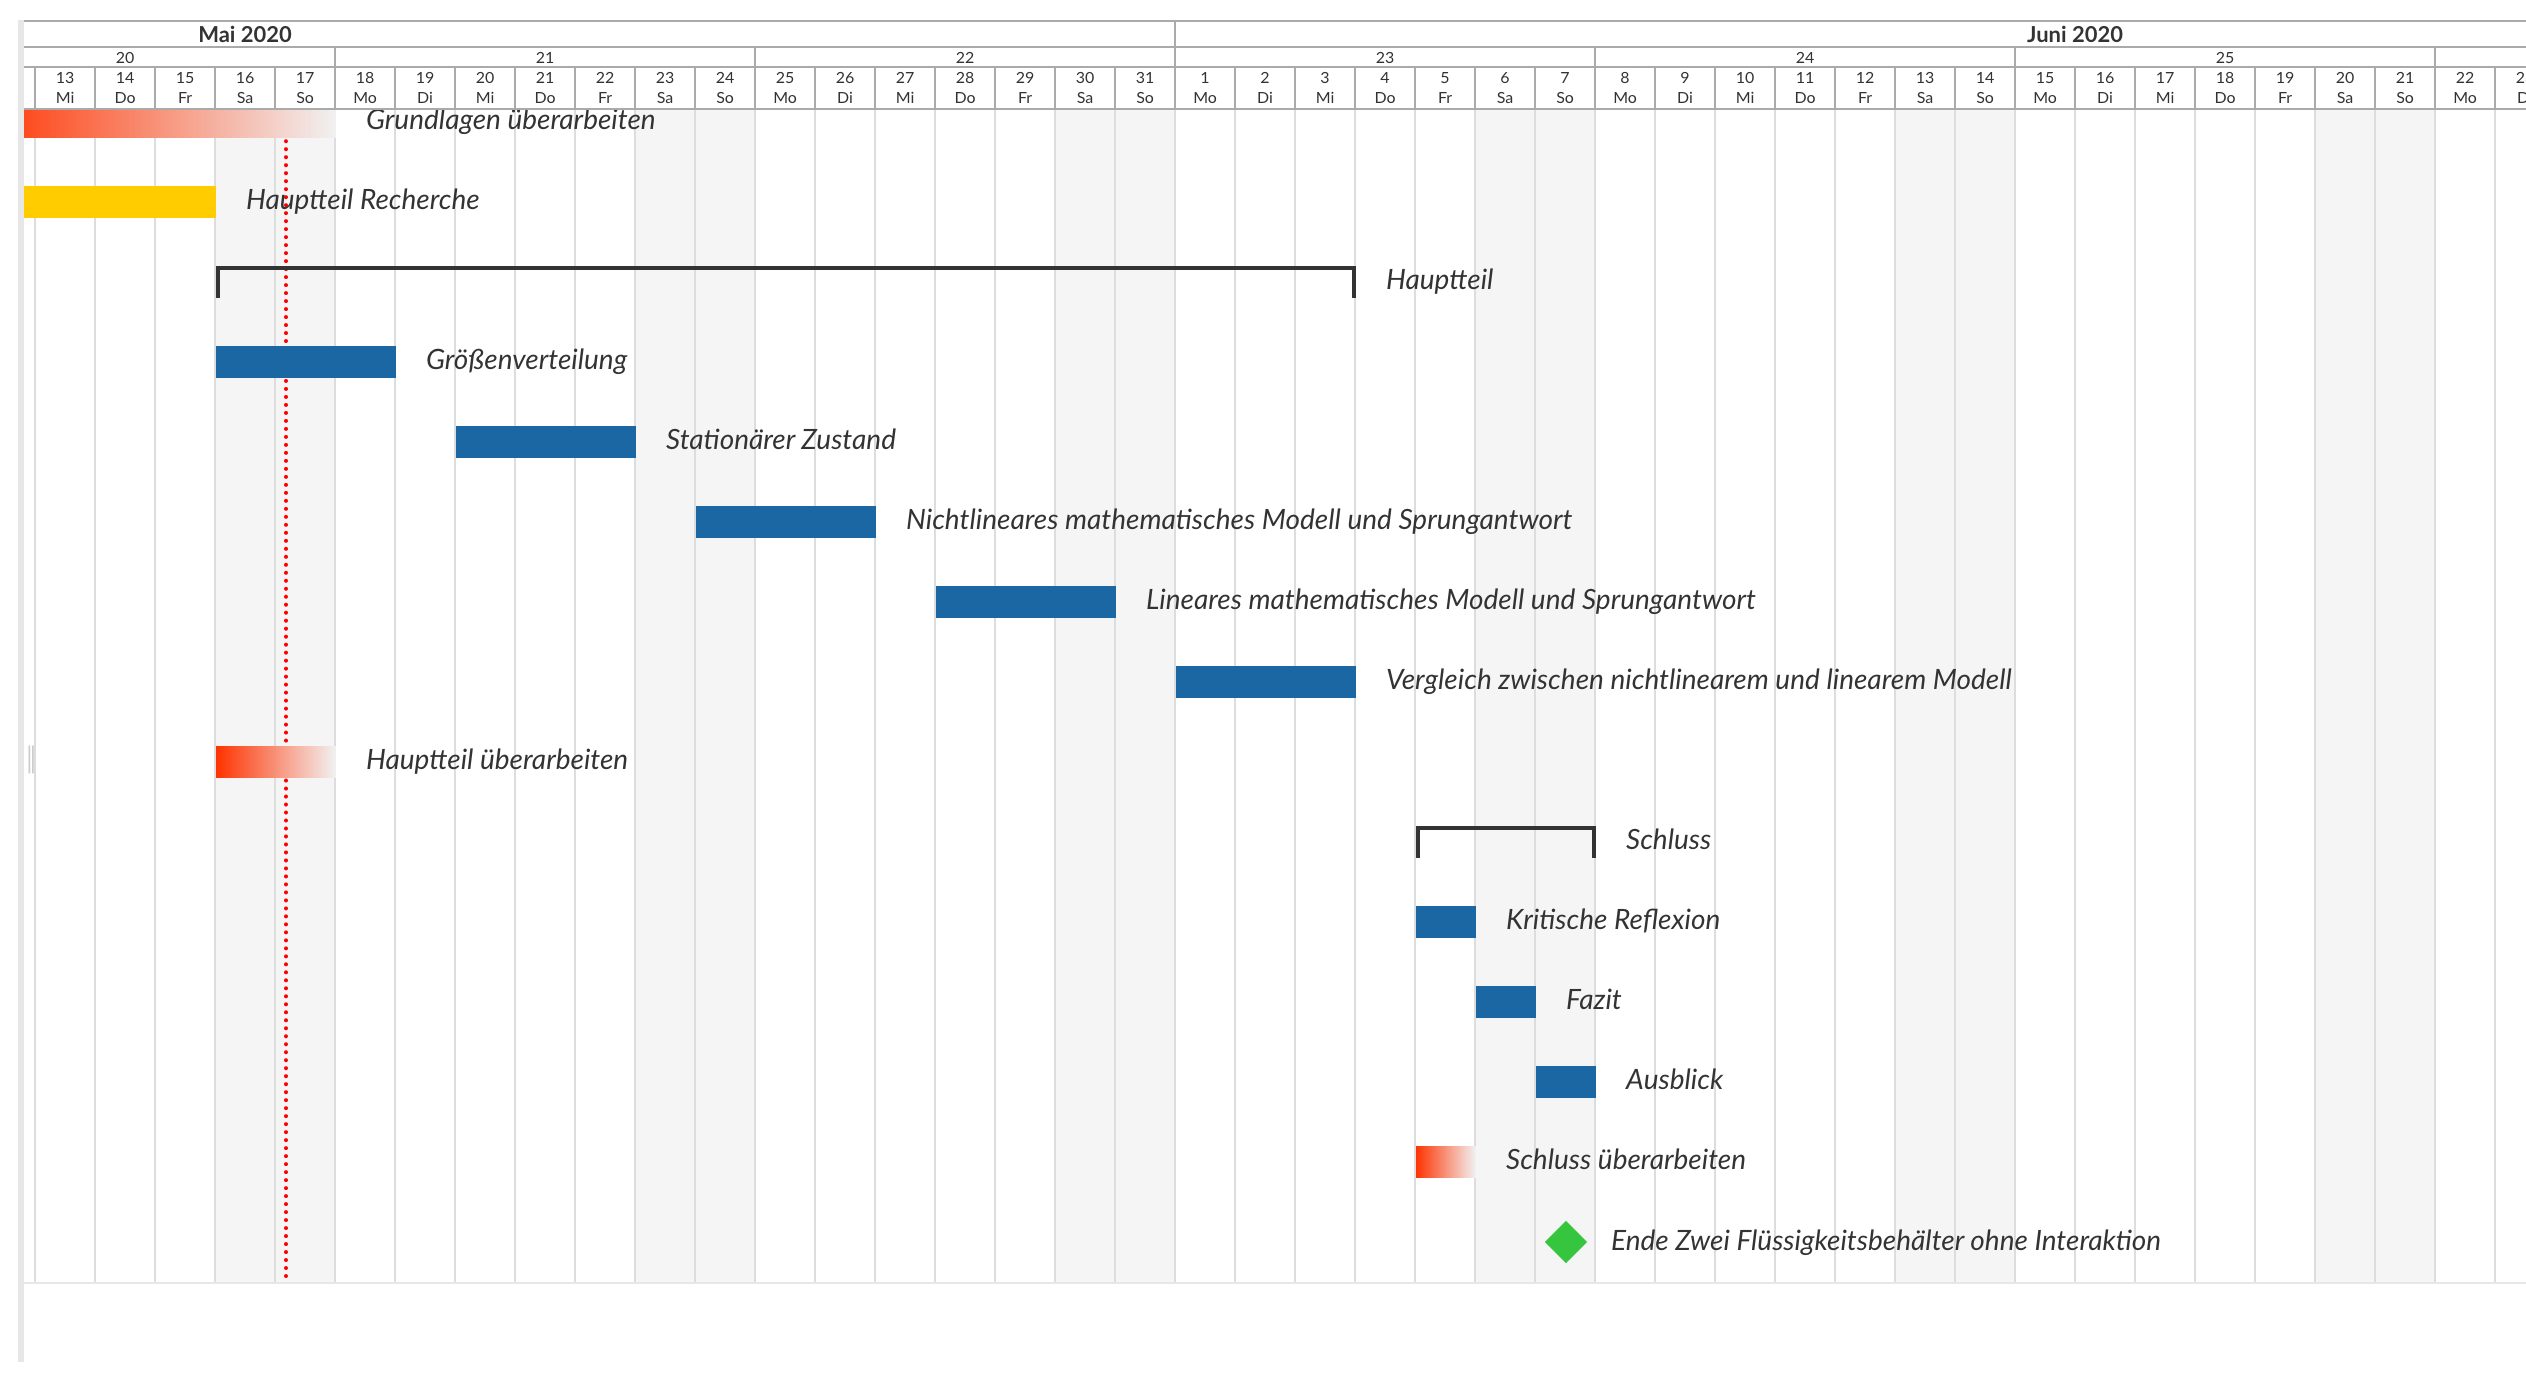 Mai 2020 Juni 2020
20 21 22 23 24 25
13 14 15 16 17 18 19 20 21 22 23 24 25 26 27 28 29 30 31 1 2 3 4 5 6 7 8 9 10 11 12 13 14 15 16 17 18 19 20 21 22
Mi Do Fr Sa So Mo Di Mi Do Fr Sa So Mo Di Mi Do Fr Sa So Mo Di Mi Do Fr Sa So Mo Di Mi Do Fr Sa So Mo Di Mi Do Fr Sa So Mo
Grundlagen überarbeiten
Hauptteil Recherche
Hauptteil
Größenverteilung
Stationärer Zustand
Nichtlineares mathematisches Modell und Sprungantwort
Lineares mathematisches Modell und Sprungantwort
Vergleich zwischen nichtlinearem und linearem Modell
Hauptteil überarbeiten
Schluss
Kritische Reflexion
Fazit
Ausblick
Schluss überarbeiten
Ende Zwei Flüssigkeitsbehälter ohne Interaktion